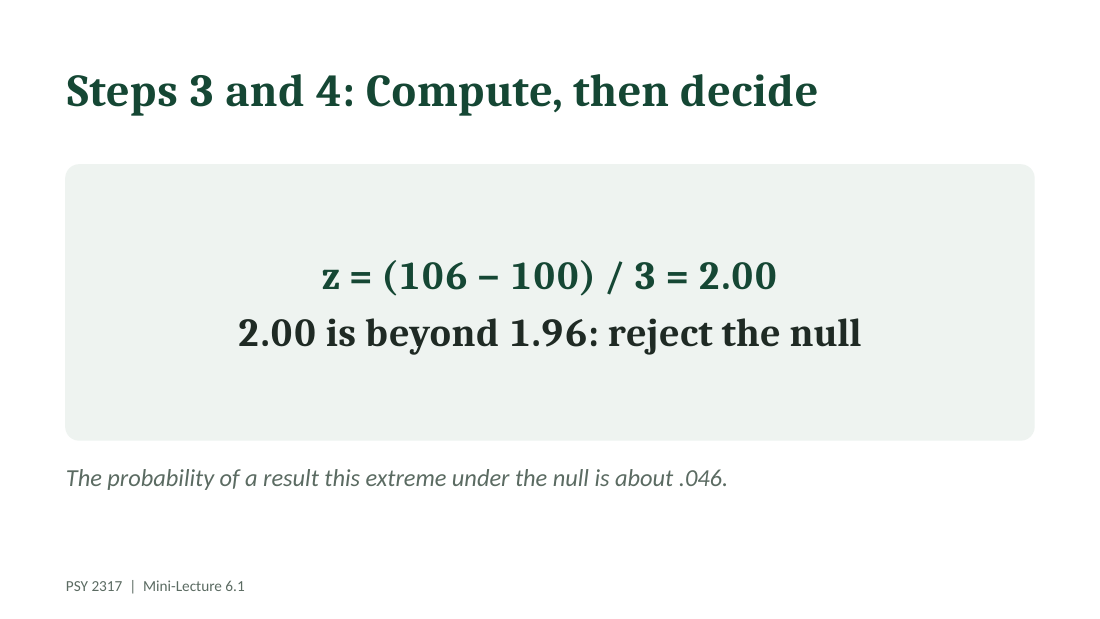 Steps 3 and 4: Compute, then decide
z = (106 – 100) / 3 = 2.00
2.00 is beyond 1.96: reject the null
The probability of a result this extreme under the null is about .046.
PSY 2317 | Mini-Lecture 6.1